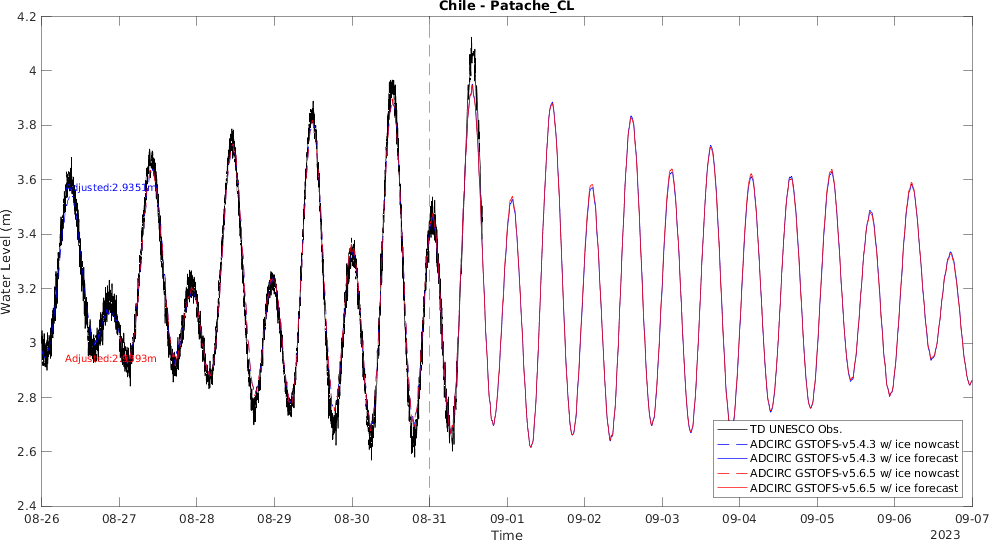 Chile - Patache_CL
4.2
4
3.8
3.6
3.4
3.2
3
2.8
2.6
2.4
Water Level (m)
Adjusted:2.9351m
TD UNESCO Obs.
ADCIRC GSTOFS-v5.4.3 w/ ice nowcast
ADCIRC GSTOFS-v5.4.3 w/ ice forecast
ADCIRC GSTOFS-v5.6.5 w/ ice nowcast
ADCIRC GSTOFS-v5.6.5 w/ ice forecast
08-26 08-27 08-28 08-29 08-30 08-31 09-01 09-02 09-03 09-04 09-05 09-06 09-07
Time
2023